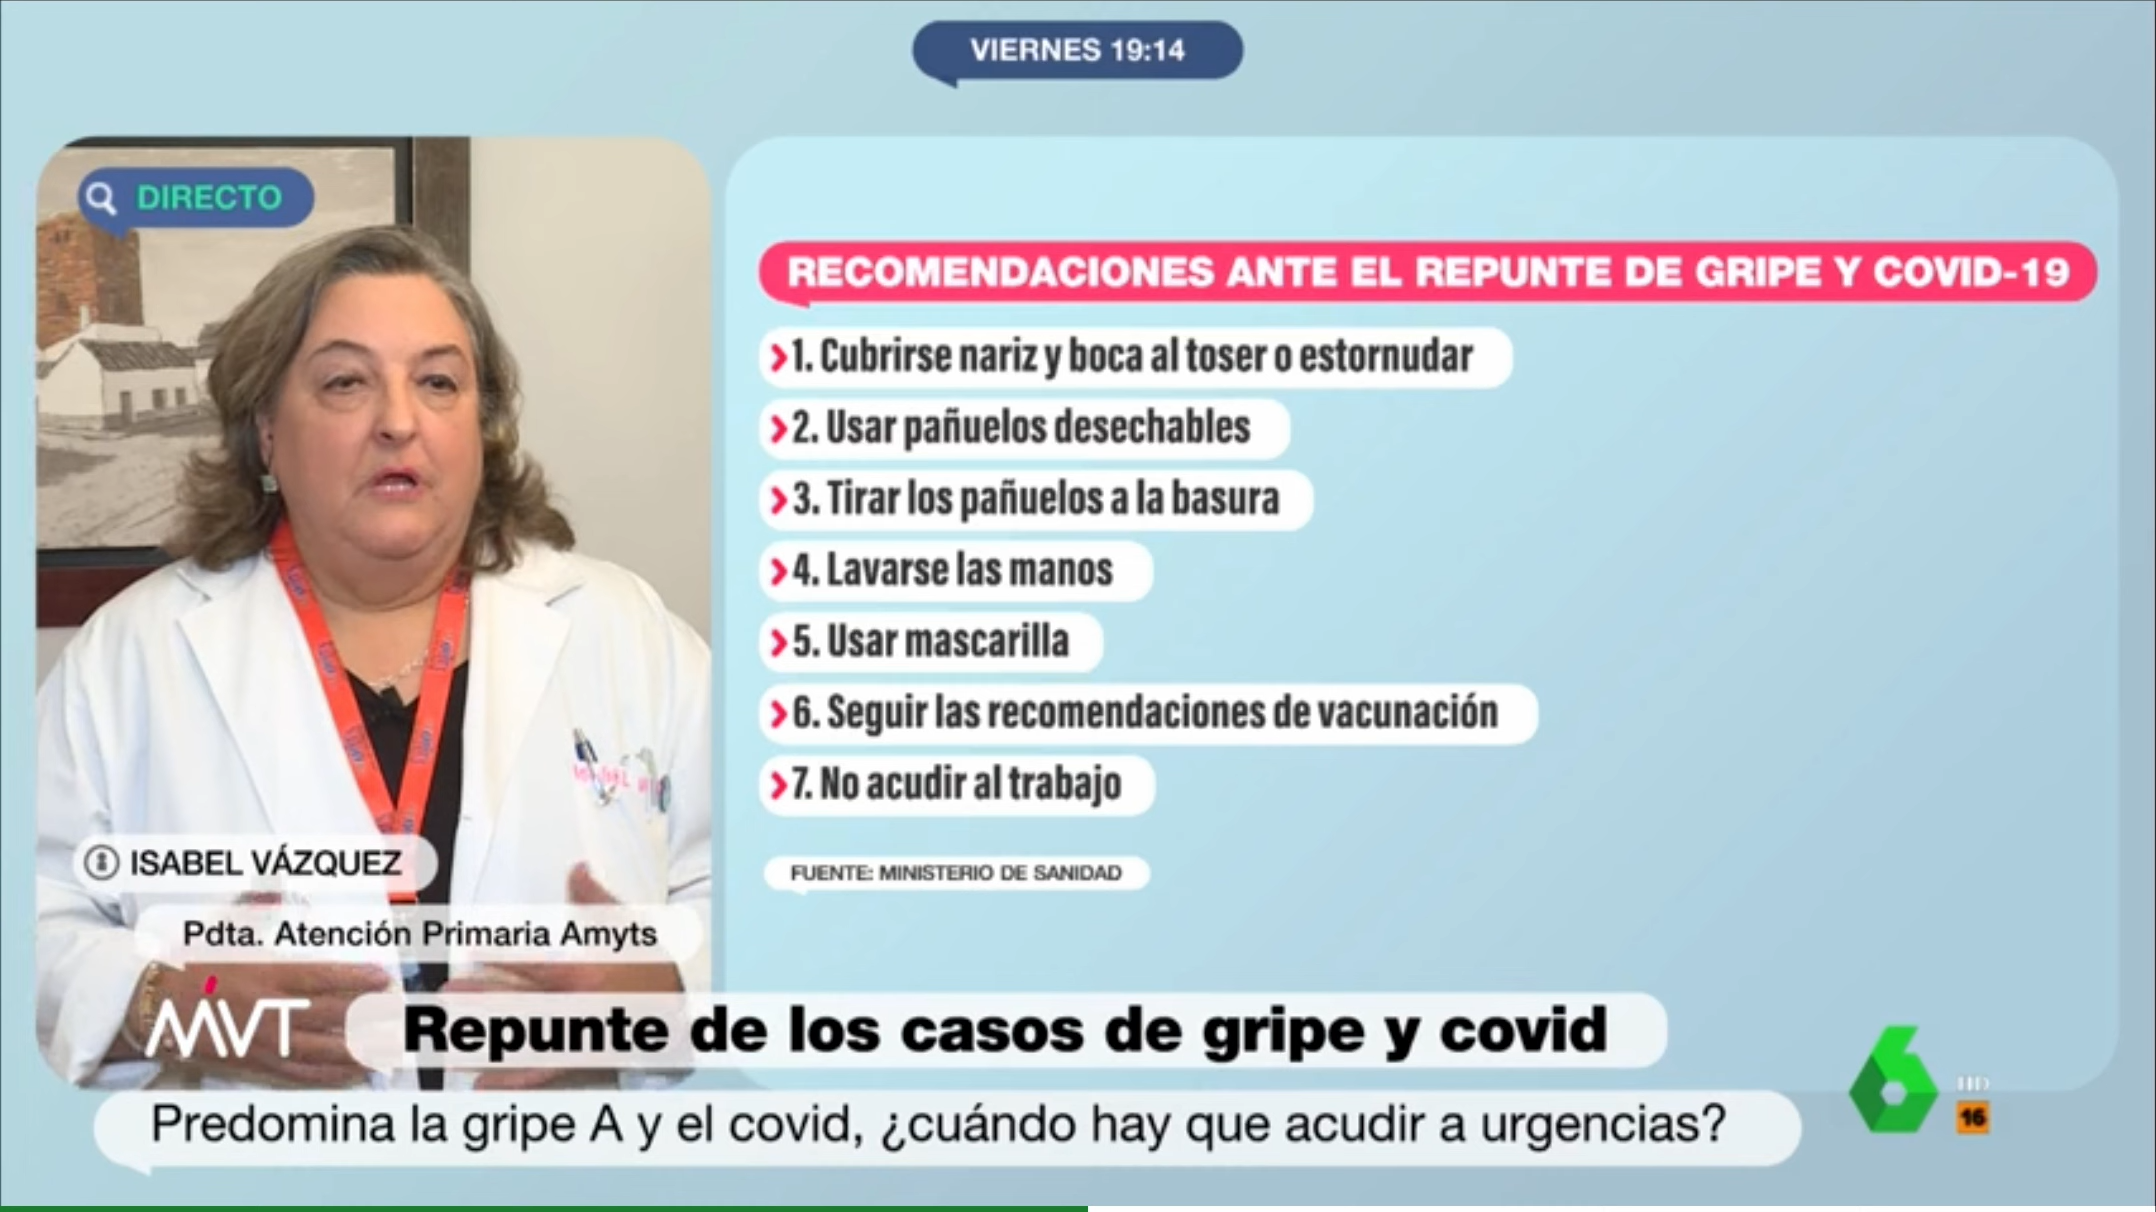 VIERNES 19:14
DIRECTO
RECOMENDACIONES ANTE EL REPUNTE DE GRIPE Y COVID-19
1. Cubrirse nariz y boca al toser o estornudar
2. Usar pañuelos desechables
3. Tirar los pañuelos a la basura
4. Lavarse las manos
5. Usar mascarilla
6. Seguir las recomendaciones de vacunación
7. No acudir al trabajo
FUENTE: MINISTERIO DE SANIDAD
ISABEL VÁZQUEZ
Pdta. Atención Primaria Amyts
MVT
Repunte de los casos de gripe y covid
Predomina la gripe A y el covid, ¿cuándo hay que acudir a urgencias?
6
HD
16